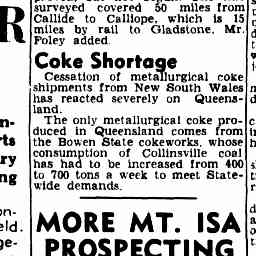 surveyed covered 50 miles from
Callide to Calliope, which is 15
miles by rail to Gladstone, Mr.
Foley added.
Coke Shortage
Cessation of metallurgical coke
shipments from New South Wales
has reacted severely on Queens-
land.
The only metallurgical coke pro-
duced in Queensland comes from
the Bowen State cokeworks, whose
consumption of Collinsville coal
has had to be increased from 400
to 700 tons a week to meet State-
wide demands.
MORE MT. ISA
PROSPECTING